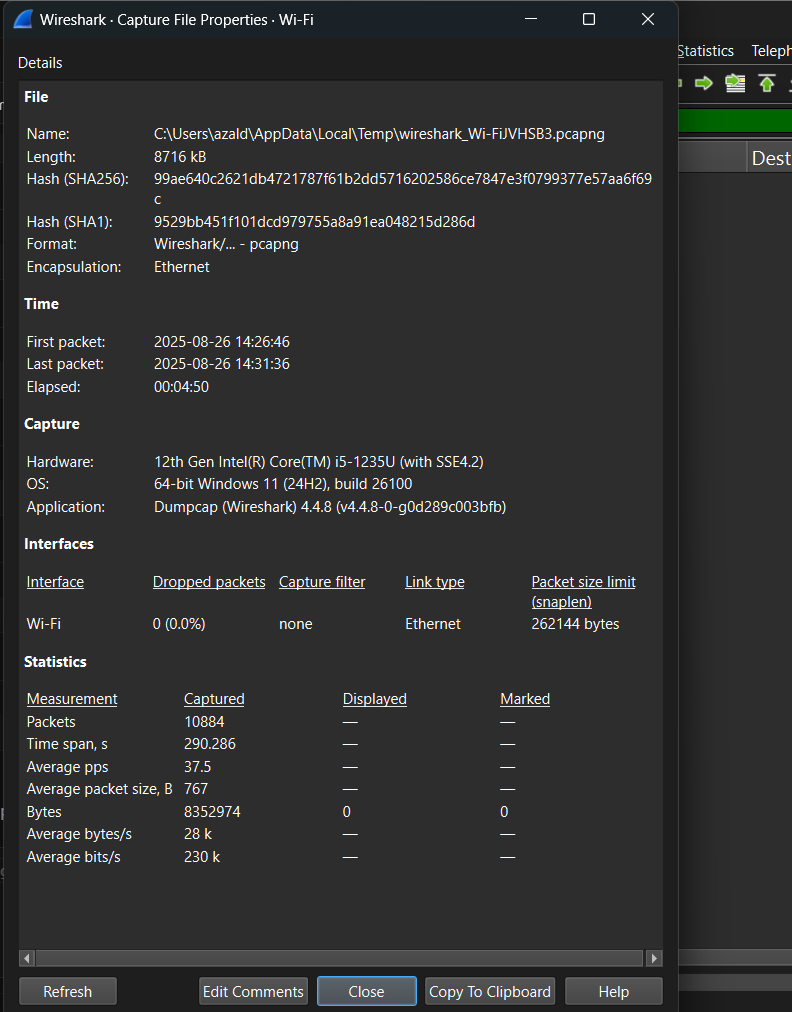 Wireshark · Capture File Properties · Wi-Fi
Statistics Teleph
Details
File
Name: C:\Users\azald\AppData\Local\Temp\wireshark_Wi-FiJVHSB3.pcapng
Length: 8716 kB
Hash (SHA256): 99ae640c2621db4721787f61b2dd5716202586ce7847e3f0799377e57aa6f69
c
Dest
Hash (SHA1): 9529bb451f101dcd979755a8a91ea048215d286d
Format: Wireshark/... - pcapng
Encapsulation: Ethernet
Time
First packet: 2025-08-26 14:26:46
Last packet: 2025-08-26 14:31:36
Elapsed: 00:04:50
Capture
Hardware: 12th Gen Intel(R) Core(TM) i5-1235U (with SSE4.2)
OS: 64-bit Windows 11 (24H2), build 26100
Application: Dumpcap (Wireshark) 4.4.8 (v4.4.8-0-g0d289c003bfb)
Interfaces
Interface Dropped packets Capture filter Link type Packet size limit
(snaplen)
Wi-Fi 0 (0.0%) none Ethernet 262144 bytes
Statistics
Measurement Captured Displayed Marked
Packets 10884 — —
Time span, s 290.286 — —
Average pps 37.5 — —
Average packet size, B 767 — —
Bytes 8352974 0 0
Average bytes/s 28 k — —
Average bits/s 230 k — —
Refresh Edit Comments Close Copy To Clipboard Help